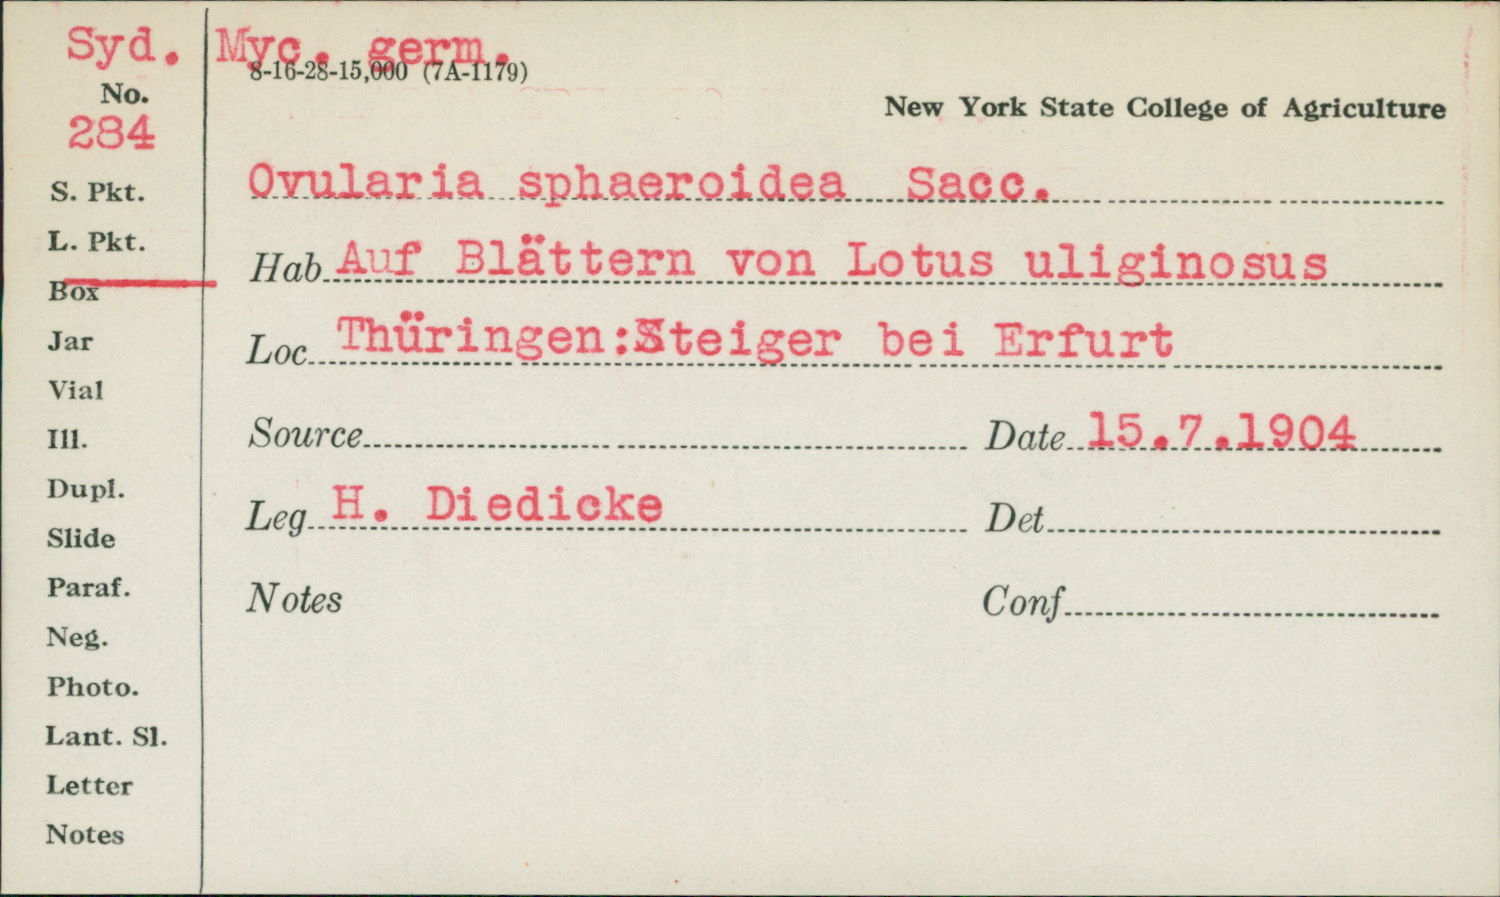 Syd. Myc. germ.
8-16-28-15,000 (7A-1179)
No.
284
New York State College of Agriculture
S. Pkt.
L. Pkt.
Box
Jar
Vial
Ill.
Dupl.
Slide
Paraf.
Neg.
Photo.
Lant. Sl.
Letter
Notes
Ovularia sphaeroidea Sacc.
Hab Auf Blättern von Lotus uliginosus
Loc Thüringen:Steiger bei Erfurt
Source Date 15.7.1904
Leg H. Diedicke Det
Notes Conf